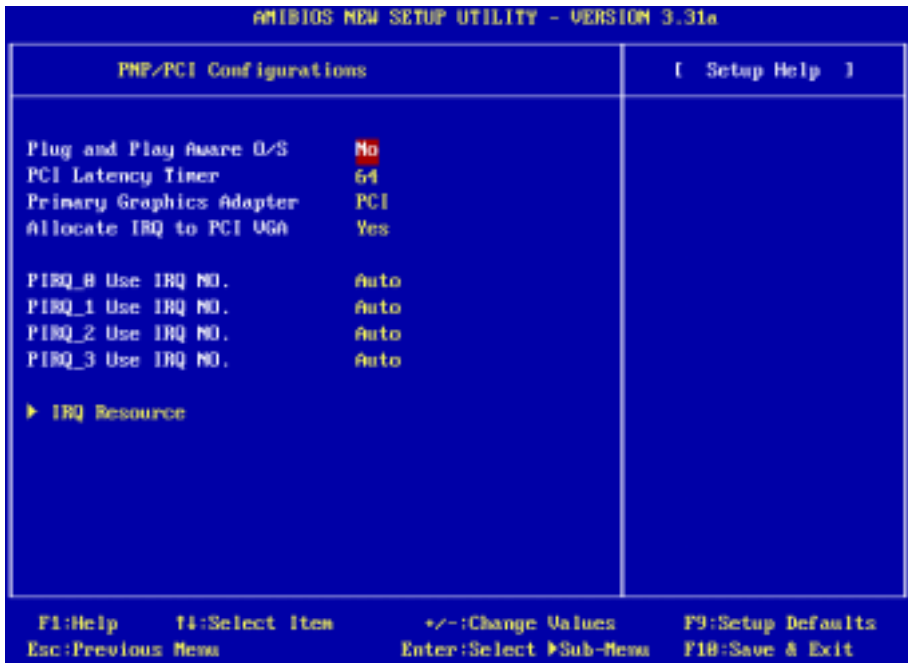 AMIBIOS NEW SETUP UTILITY - VERSION 3.31a
PNP/PCI Configurations
[ Setup Help ]
Plug and Play Aware O/S No
PCI Latency Timer 64
Primary Graphics Adapter PCI
Allocate IRQ to PCI VGA Yes
PIRQ_0 Use IRQ NO. Auto
PIRQ_1 Use IRQ NO. Auto
PIRQ_2 Use IRQ NO. Auto
PIRQ_3 Use IRQ NO. Auto
▶ IRQ Resource
F1:Help ↑↓:Select Item +/-:Change Values F9:Setup Defaults
Esc:Previous Menu Enter:Select ▶Sub-Menu F10:Save & Exit